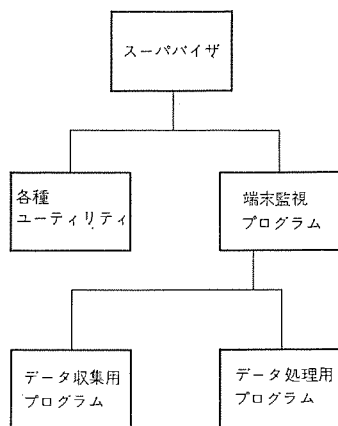 スーパバイザ
各種
ユーティリティ
端末監視
プログラム
データ収集用
プログラム
データ処理用
プログラム